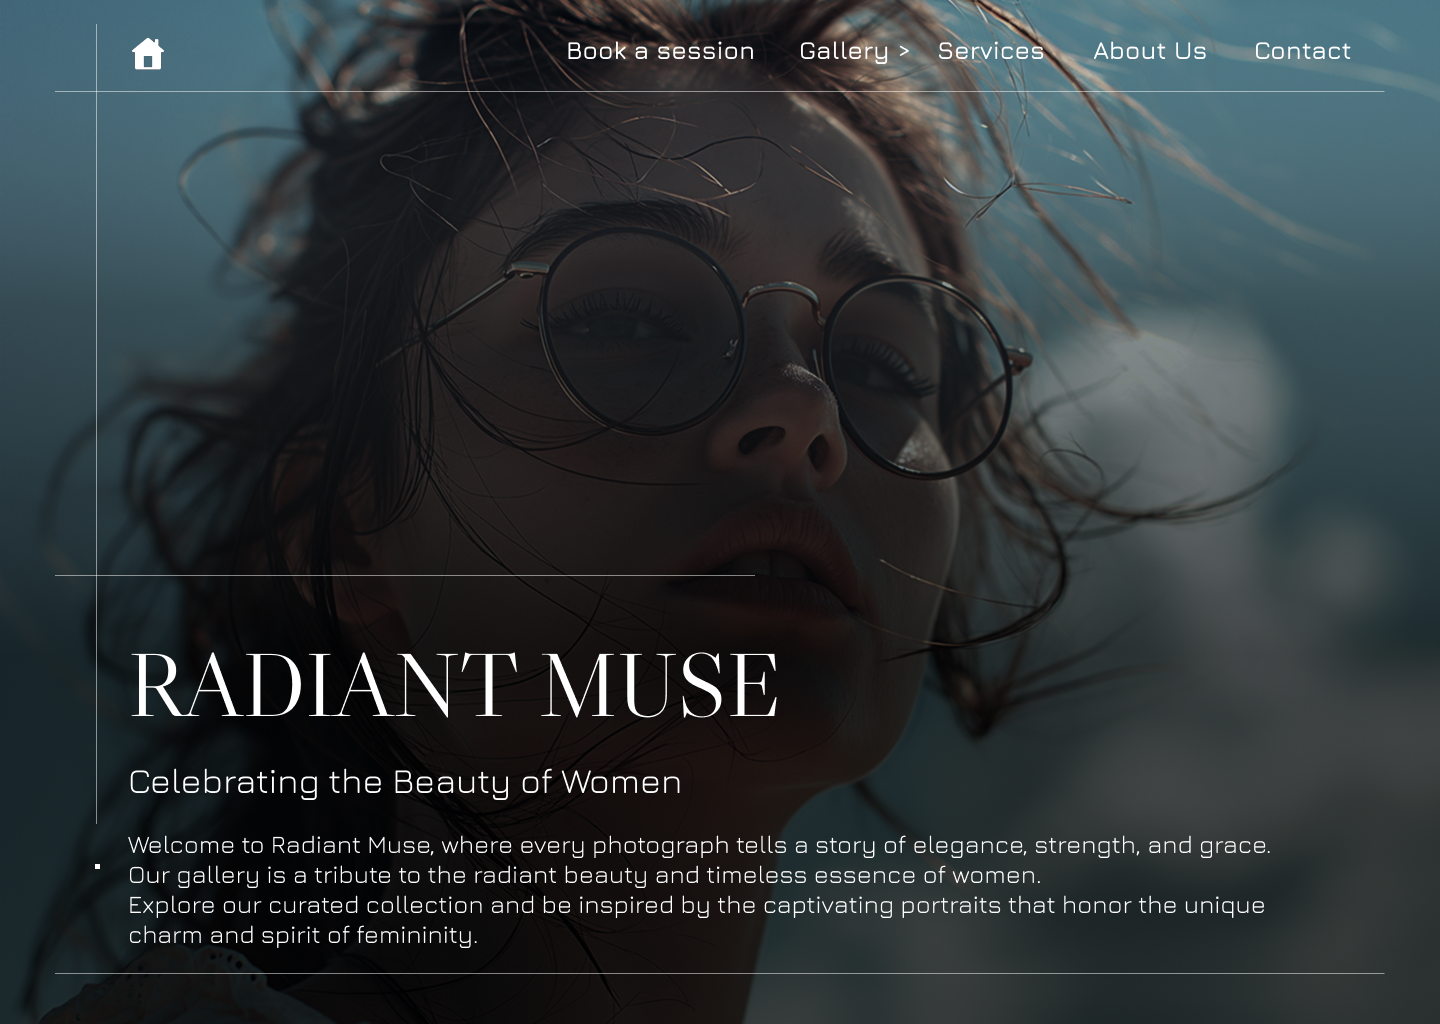 Book a session
Gallery >
Services
About Us
Contact
RADIANT MUSE
Celebrating the Beauty of Women
Welcome to Radiant Muse, where every photograph tells a story of elegance, strength, and grace.
Our gallery is a tribute to the radiant beauty and timeless essence of women.
Explore our curated collection and be inspired by the captivating portraits that honor the unique
charm and spirit of femininity.